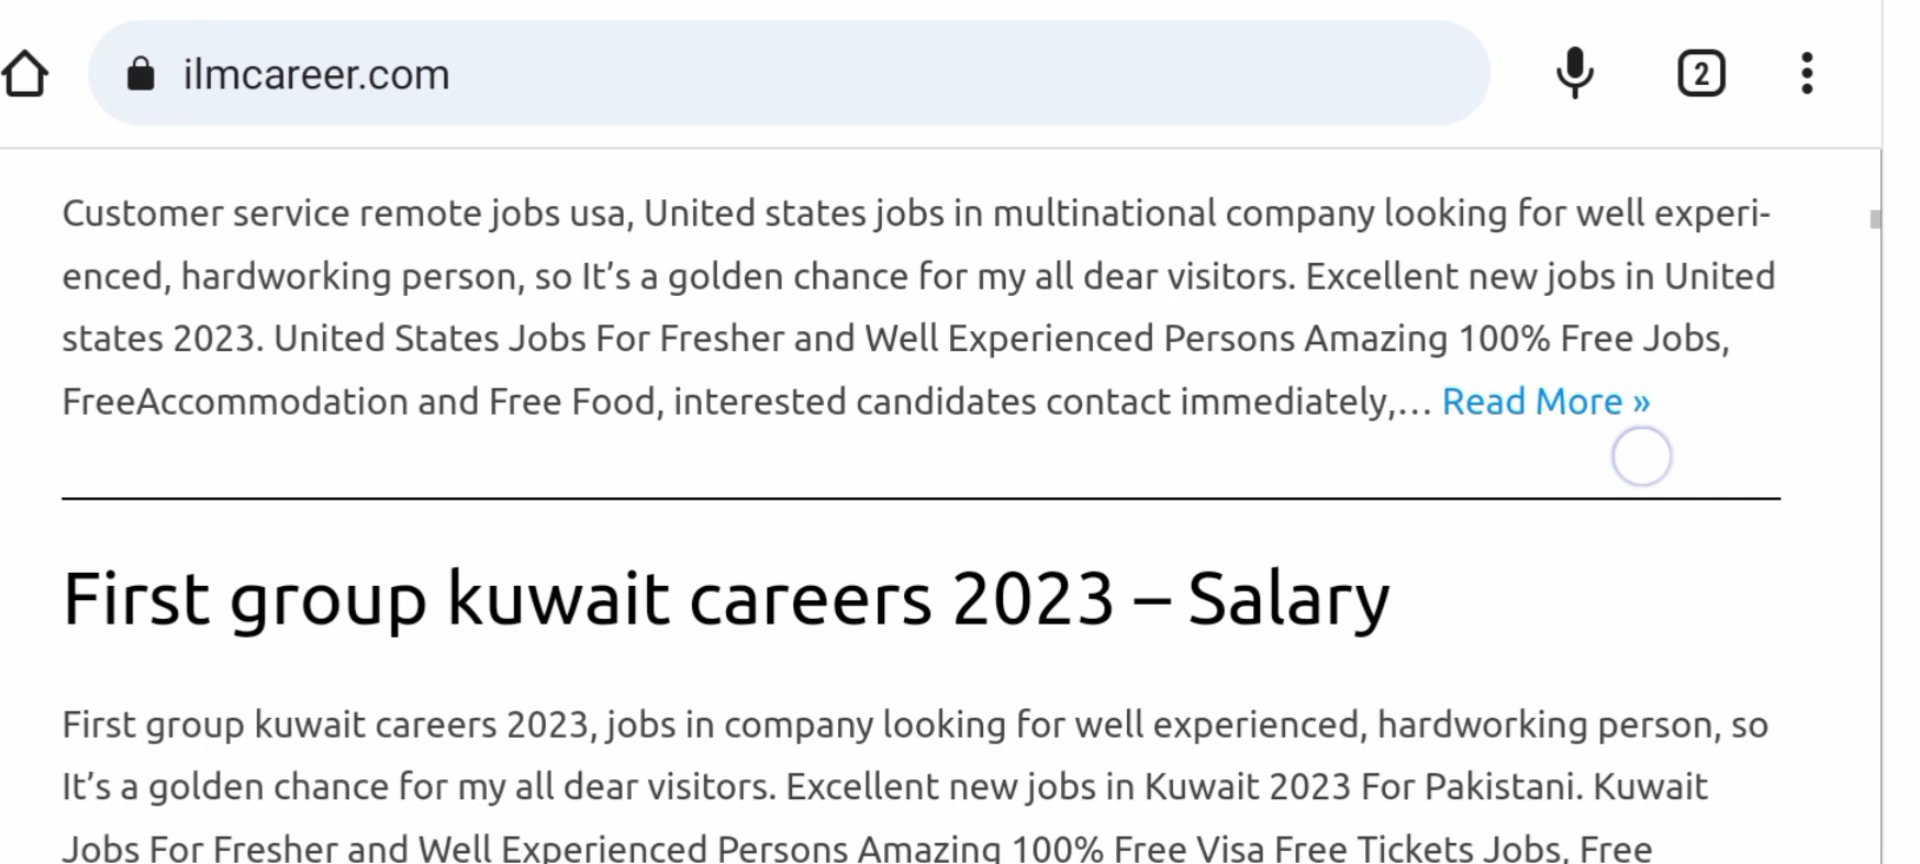 ilmcareer.com
2
Customer service remote jobs usa, United states jobs in multinational company looking for well experi-
enced, hardworking person, so It’s a golden chance for my all dear visitors. Excellent new jobs in United
states 2023. United States Jobs For Fresher and Well Experienced Persons Amazing 100% Free Jobs,
FreeAccommodation and Free Food, interested candidates contact immediately,… Read More »
First group kuwait careers 2023 – Salary
First group kuwait careers 2023, jobs in company looking for well experienced, hardworking person, so
It’s a golden chance for my all dear visitors. Excellent new jobs in Kuwait 2023 For Pakistani. Kuwait
Jobs For Fresher and Well Experienced Persons Amazing 100% Free Visa Free Tickets Jobs, Free